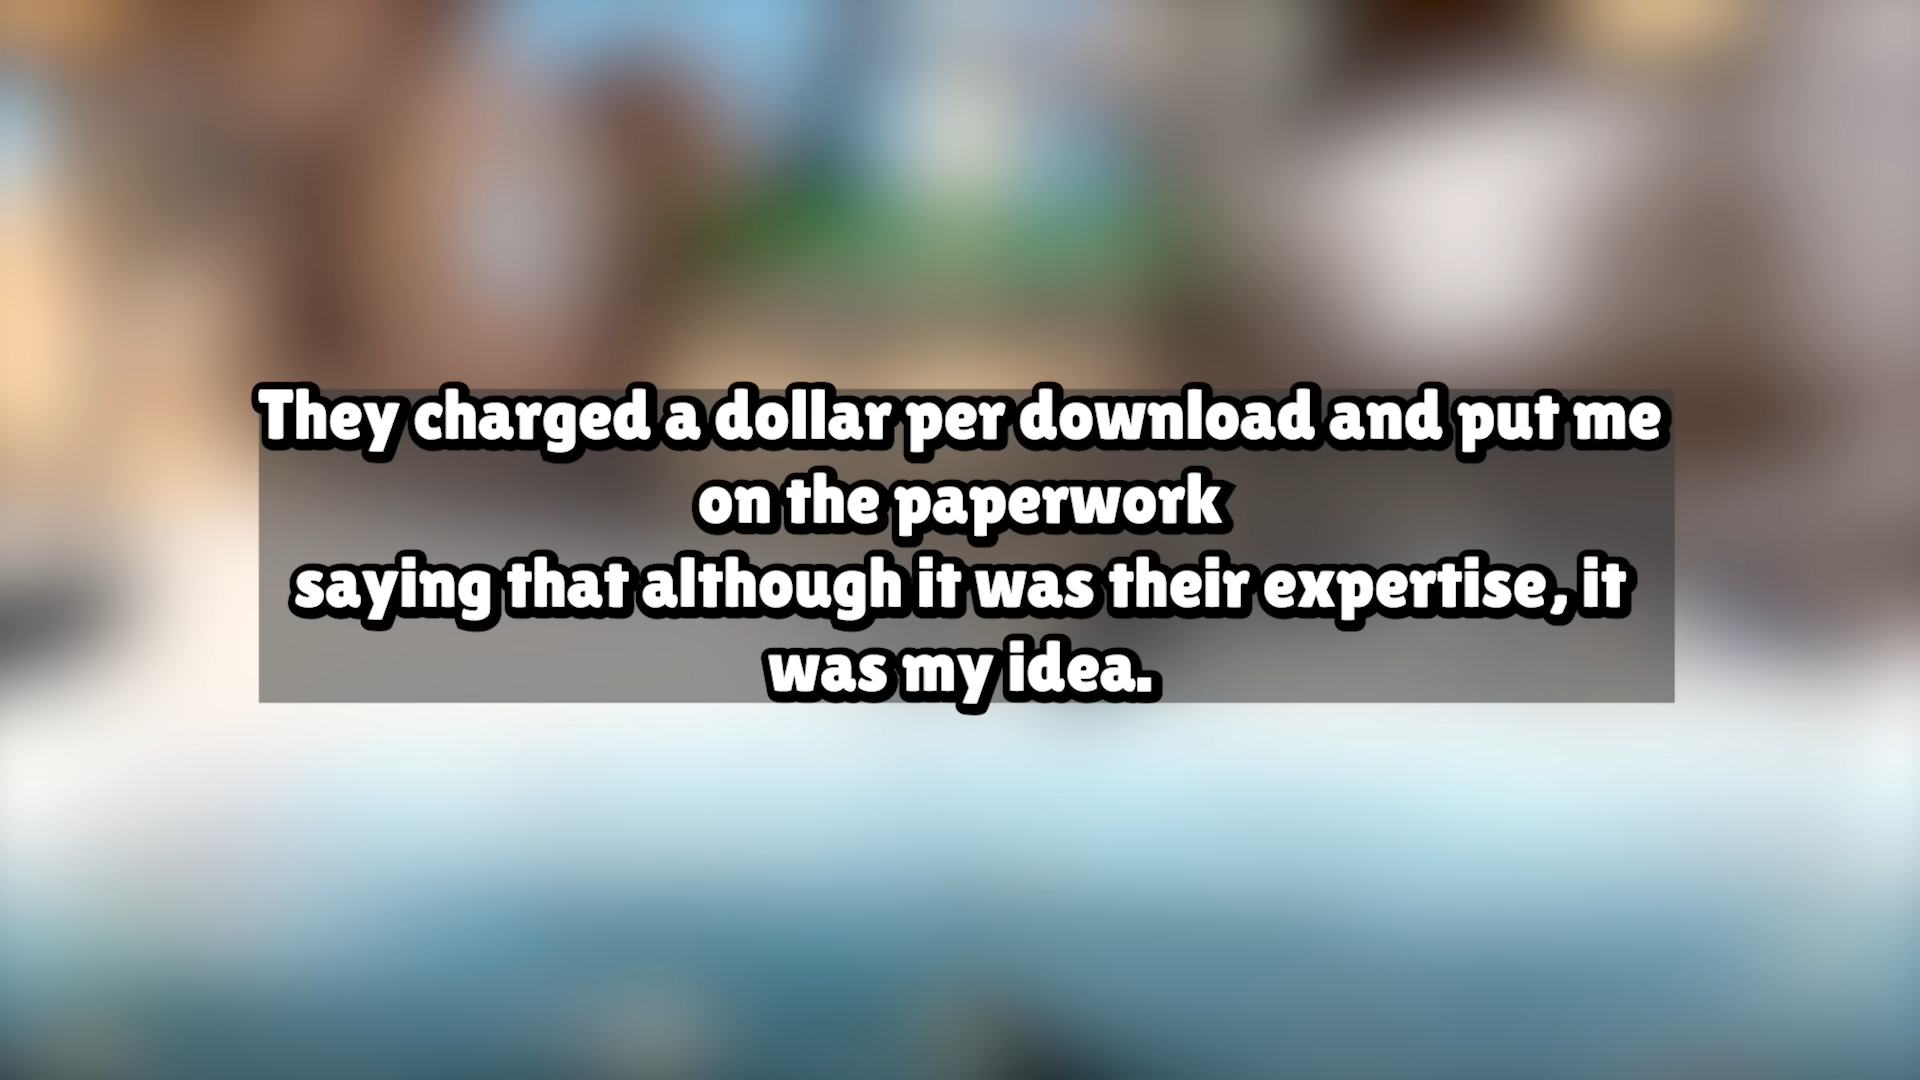 They charged a dollar per download and put me
on the paperwork
saying that although it was their expertise, it
was my idea.